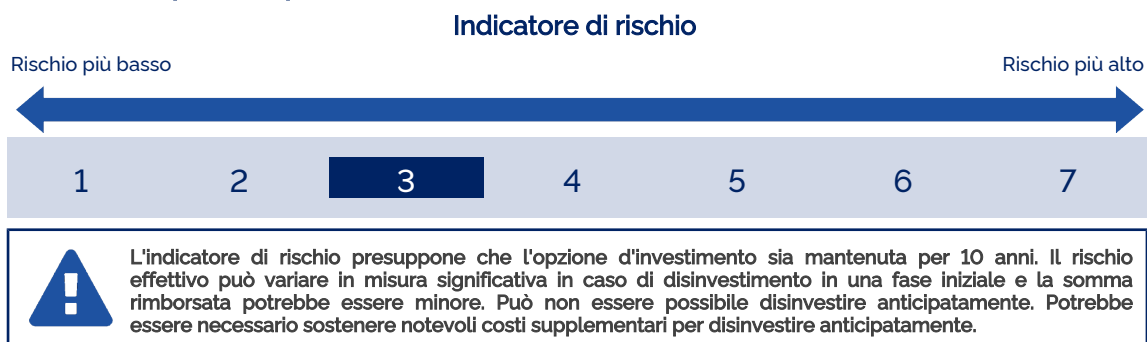 Indicatore di rischio
Rischio più basso
Rischio più alto
1 2 3 4 5 6 7
L'indicatore di rischio presuppone che l'opzione d'investimento sia mantenuta per 10 anni. Il rischio
effettivo può variare in misura significativa in caso di disinvestimento in una fase iniziale e la somma
rimborsata potrebbe essere minore. Può non essere possibile disinvestire anticipatamente. Potrebbe
essere necessario sostenere notevoli costi supplementari per disinvestire anticipatamente.